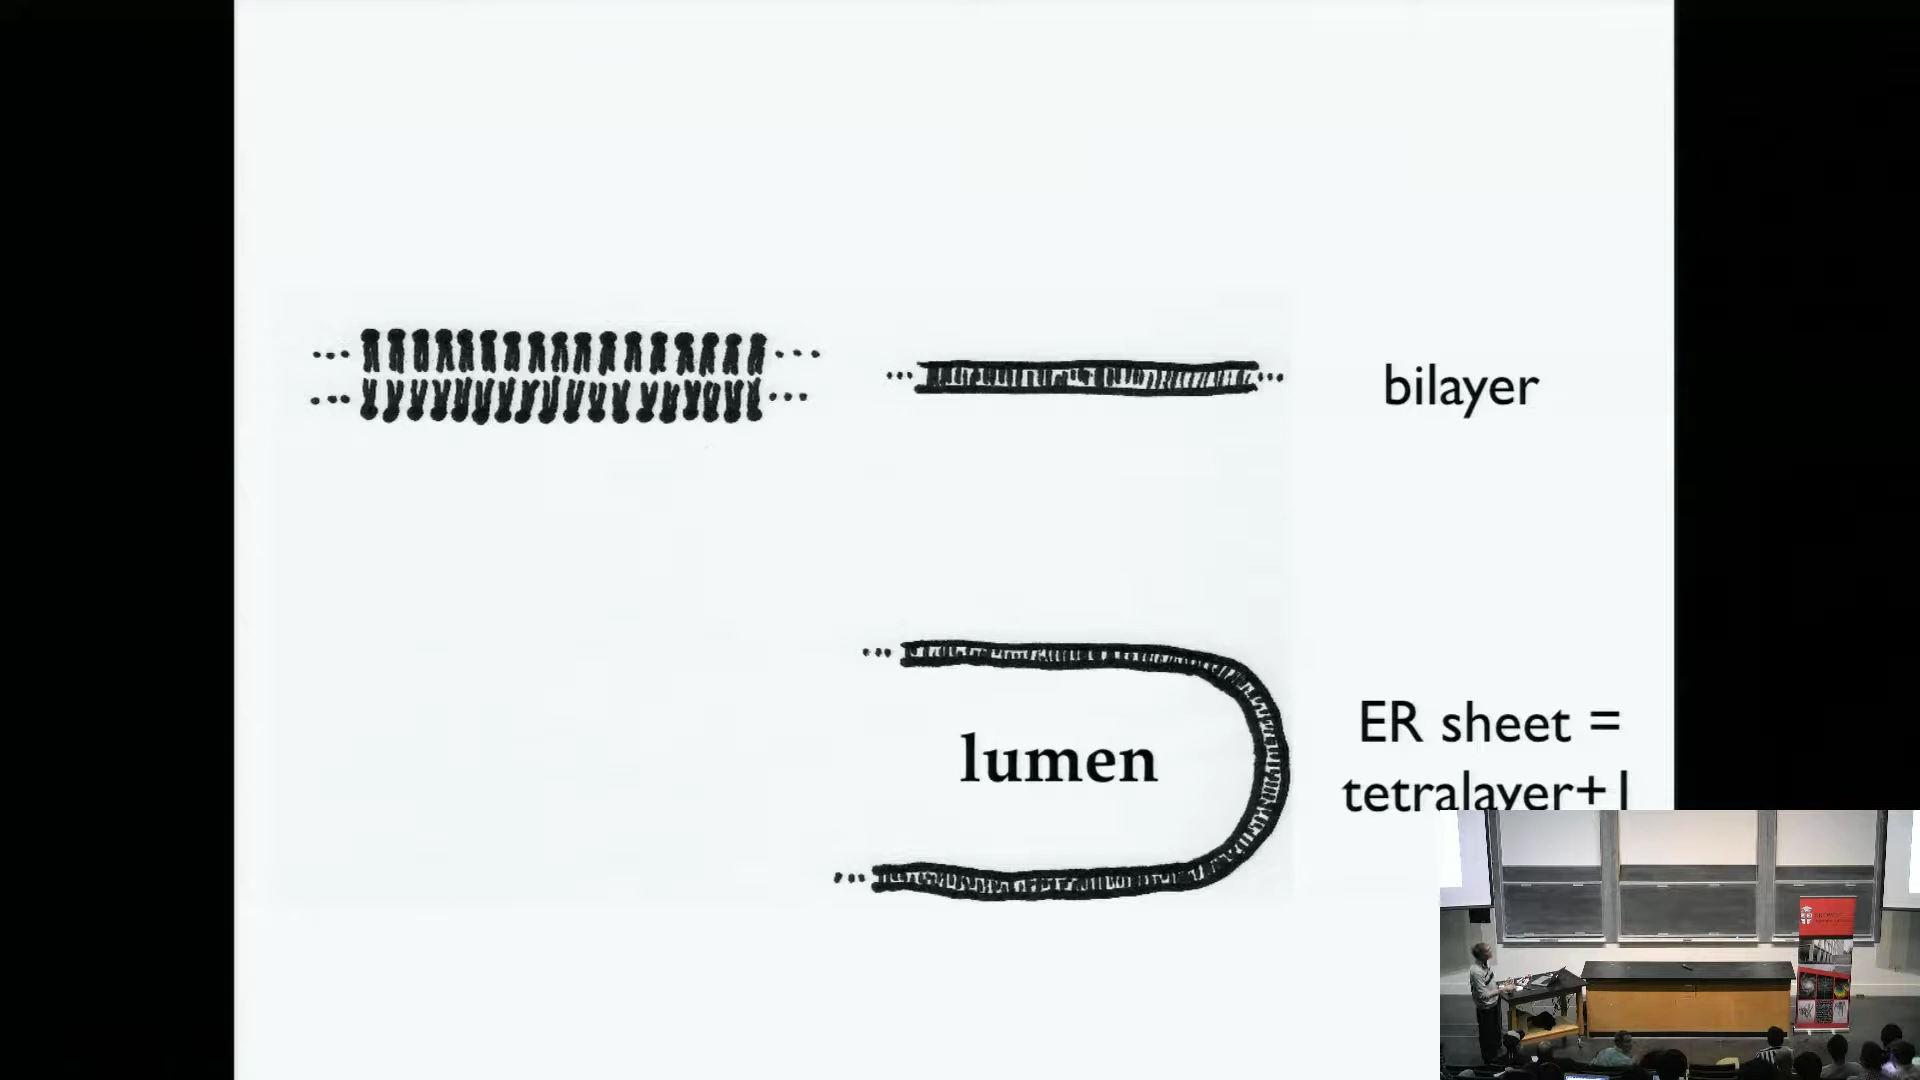 bilayer
lumen
ER sheet =
tetralayer+1